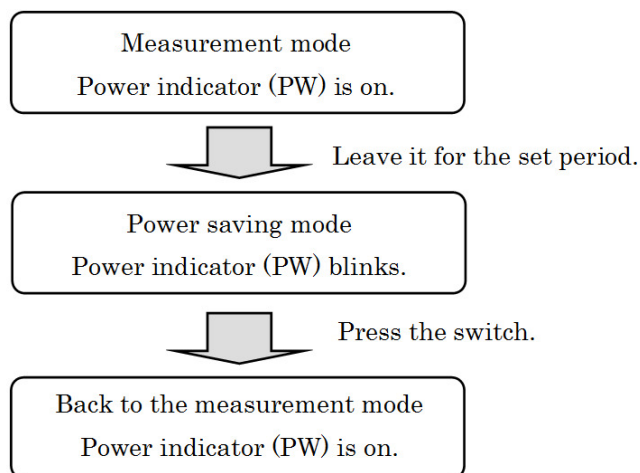 Measurement mode
Power indicator (PW) is on.
Leave it for the set period.
Power saving mode
Power indicator (PW) blinks.
Press the switch.
Back to the measurement mode
Power indicator (PW) is on.